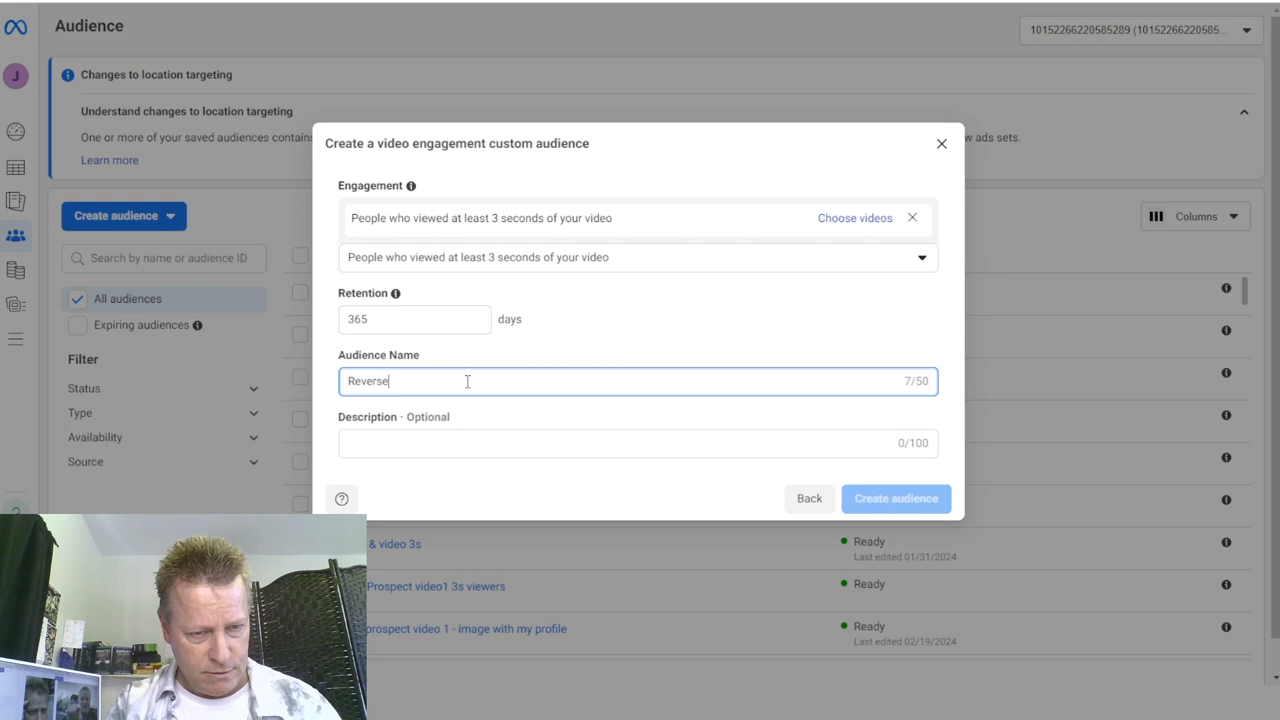 Audience
10152266220585289 (10152266220585...
J
Changes to location targeting
Understand changes to location targeting
One or more of your saved audiences contains
w ads sets.
Learn more
Create audience
Columns
Search by name or audience ID
All audiences
Expiring audiences
Filter
Status
Type
Availability
Source
Create a video engagement custom audience
Engagement
People who viewed at least 3 seconds of your video
Choose videos
People who viewed at least 3 seconds of your video
Retention
365
days
Audience Name
Reverse
7/50
Description · Optional
0/100
Back
Create audience
& video 3s
Ready
Last edited 01/31/2024
Prospect video1 3s viewers
Ready
prospect video 1 - image with my profile
Ready
Last edited 02/19/2024